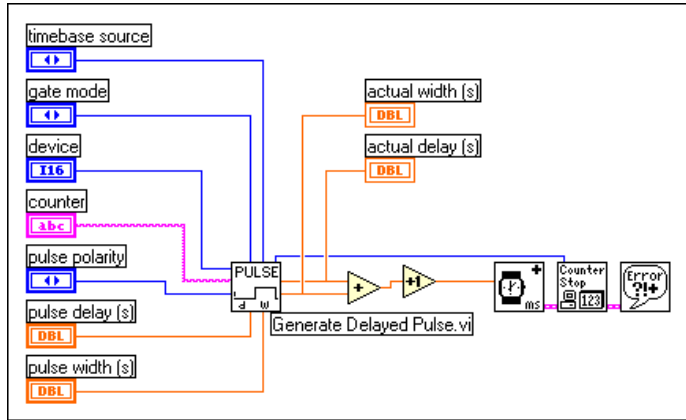 timebase source
gate mode
device
I16
counter
abc
pulse polarity
pulse delay (s)
DBL
pulse width (s)
DBL
actual width (s)
DBL
actual delay (s)
DBL
PULSE
d W
Generate Delayed Pulse.vi
+
+1
+
ms
Counter
Stop
123
Error
?!+